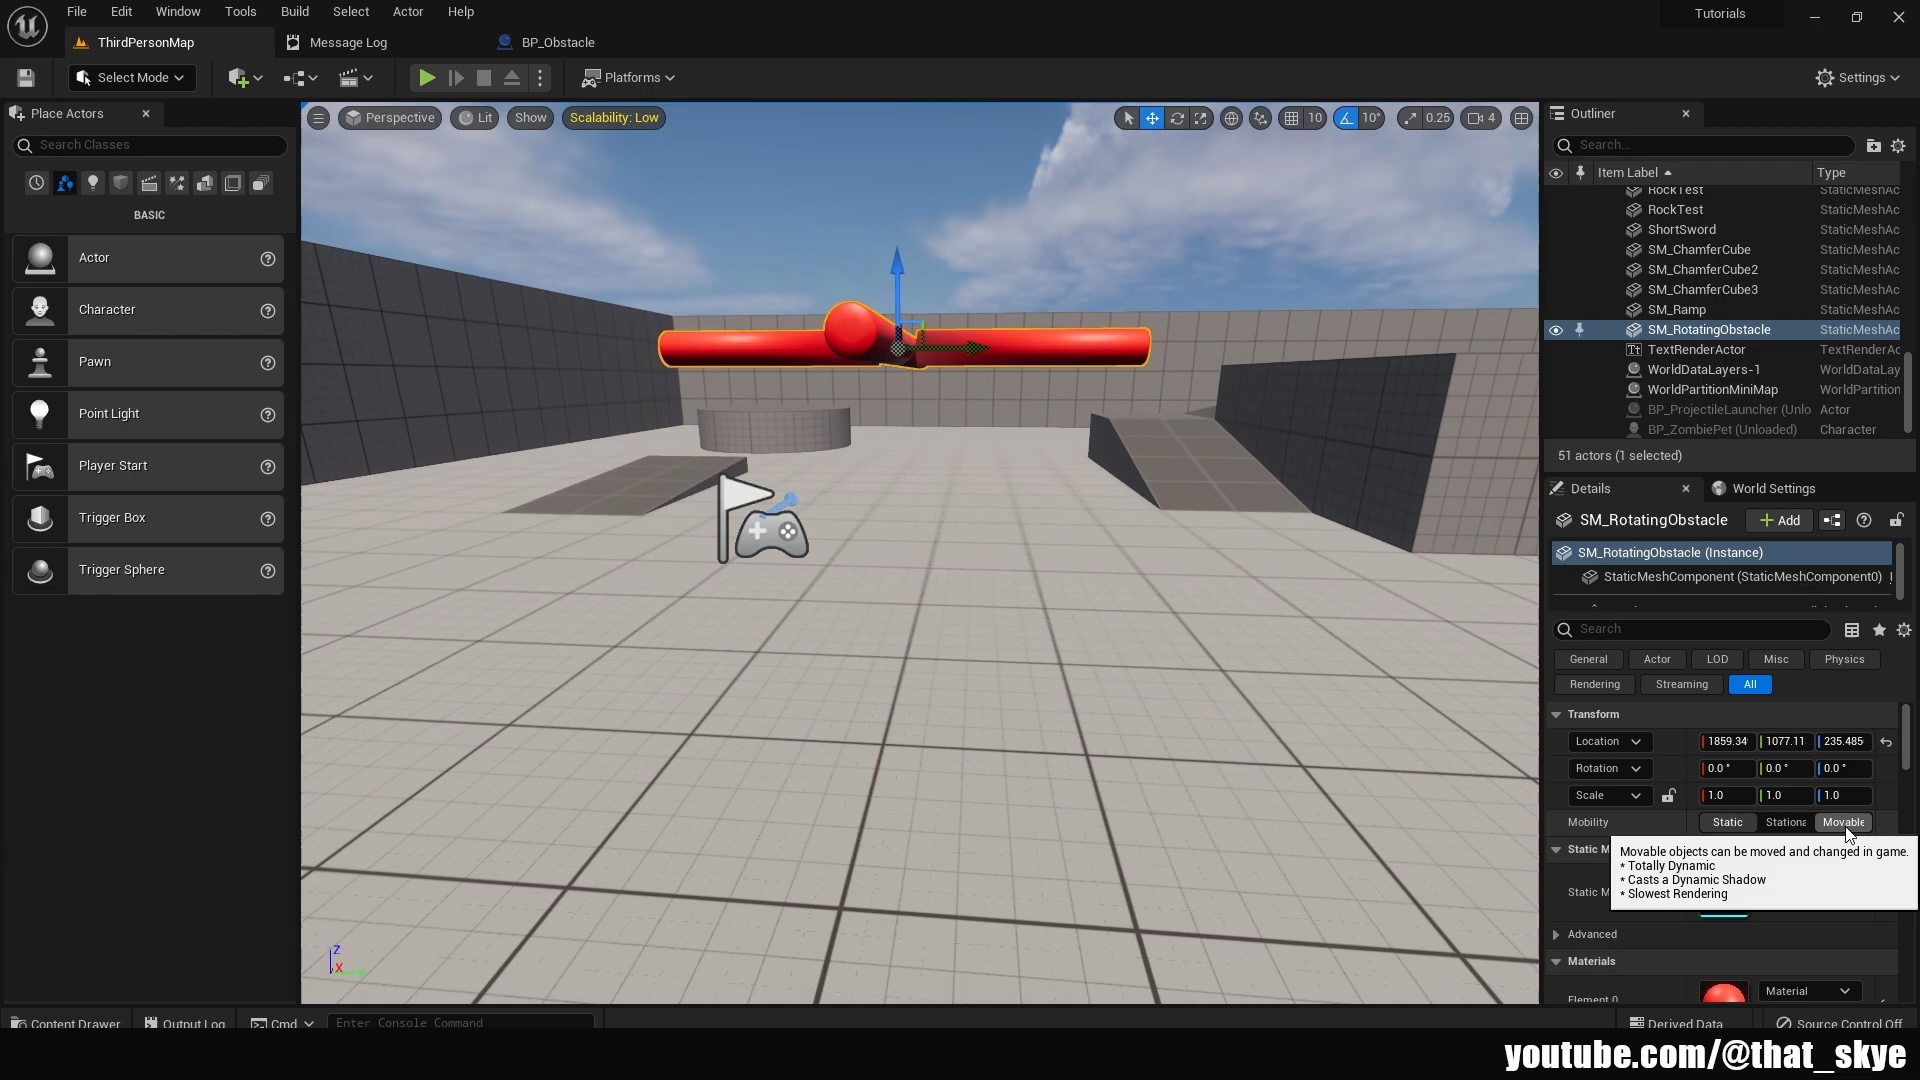 File Edit Window Tools Build Select Actor Help
Tutorials
ThirdPersonMap
Message Log
BP_Obstacle
Select Mode
Platforms
Settings
Place Actors
Search Classes
BASIC
Actor
Character
Pawn
Point Light
Player Start
Trigger Box
Trigger Sphere
Perspective
Lit
Show
Scalability: Low
10
10°
0.25
4
Outliner
Search...
Item Label Type
RockTest StaticMeshAc
RockTest StaticMeshAc
ShortSword StaticMeshAc
SM_ChamferCube StaticMeshAc
SM_ChamferCube2 StaticMeshAc
SM_ChamferCube3 StaticMeshAc
SM_Ramp StaticMeshAc
SM_RotatingObstacle StaticMeshAc
TextRenderActor TextRenderAc
WorldDataLayers-1 WorldDataLay
WorldPartitionMiniMap WorldPartition
BP_ProjectileLauncher (Unlo Actor
BP_ZombiePet (Unloaded) Character
51 actors (1 selected)
Details
World Settings
SM_RotatingObstacle
Add
SM_RotatingObstacle (Instance)
StaticMeshComponent (StaticMeshComponent0)
Search
General Actor LOD Misc Physics
Rendering Streaming All
Transform
Location 1859.34 1077.11 235.485
Rotation 0.0° 0.0° 0.0°
Scale 1.0 1.0 1.0
Mobility Static Stationa Movable
Static M
Movable objects can be moved and changed in game.
* Totally Dynamic
* Casts a Dynamic Shadow
* Slowest Rendering
Static M
Advanced
Materials
Element 0
Material
Z
X
Content Drawer
Output Log
Cmd
Enter Console Command
Derived Data
Source Control Off
youtube.com/@that_skye